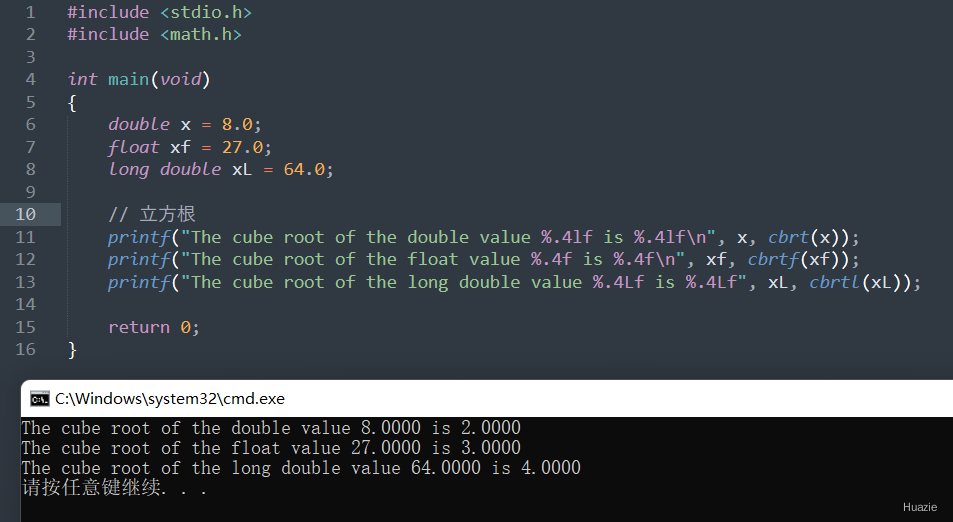 1 #include <stdio.h>
2 #include <math.h>
3
4 int main(void)
5 {
6     double x = 8.0;
7     float xf = 27.0;
8     long double xL = 64.0;
9
10     // 立方根
11     printf("The cube root of the double value %.4lf is %.4lf\n", x, cbrt(x));
12     printf("The cube root of the float value %.4f is %.4f\n", xf, cbrtf(xf));
13     printf("The cube root of the long double value %.4Lf is %.4Lf", xL, cbrtl(xL));
14
15     return 0;
16 }
C:\Windows\system32\cmd.exe
The cube root of the double value 8.0000 is 2.0000
The cube root of the float value 27.0000 is 3.0000
The cube root of the long double value 64.0000 is 4.0000
请按任意键继续. . .
Huazie